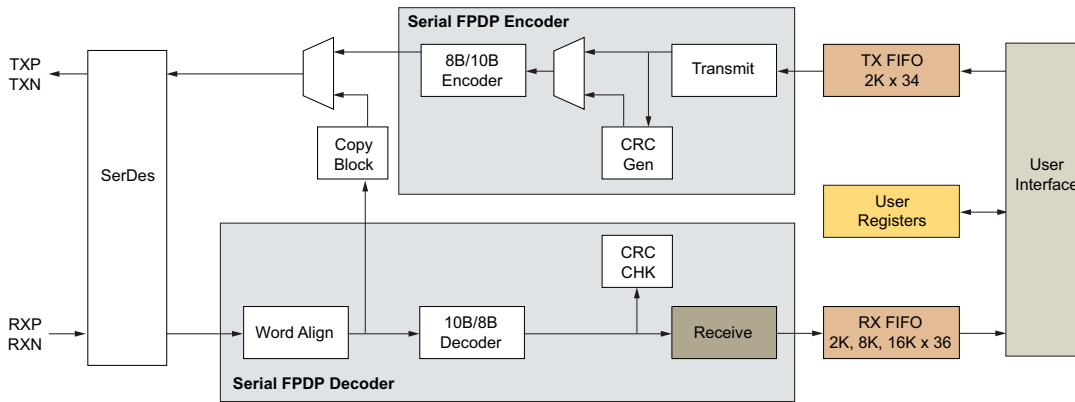 Serial FPDP Encoder
TXP
TXN
8B/10B
Encoder
Transmit
TX FIFO
2K x 34
Copy
Block
CRC
Gen
SerDes
User
Interface
User
Registers
CRC
CHK
RXP
RXN
Word Align
10B/8B
Decoder
Receive
RX FIFO
2K, 8K, 16K x 36
Serial FPDP Decoder